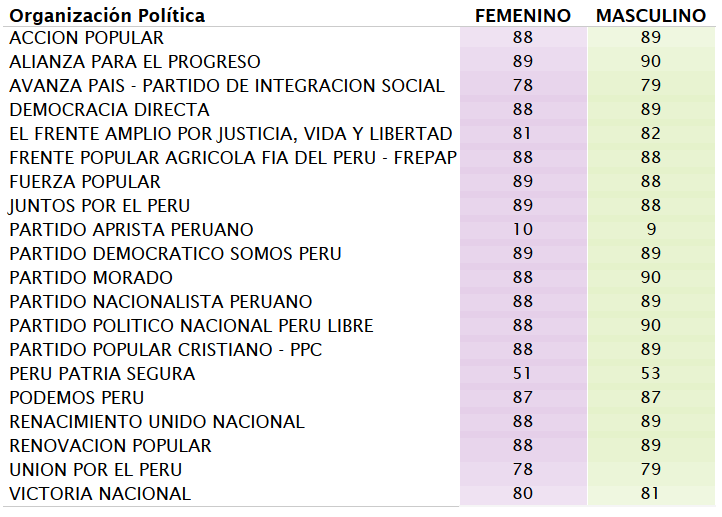 Organización Política FEMENINO MASCULINO
ACCION POPULAR 88 89
ALIANZA PARA EL PROGRESO 89 90
AVANZA PAIS - PARTIDO DE INTEGRACION SOCIAL 78 79
DEMOCRACIA DIRECTA 88 89
EL FRENTE AMPLIO POR JUSTICIA, VIDA Y LIBERTAD 81 82
FRENTE POPULAR AGRICOLA FIA DEL PERU - FREPAP 88 88
FUERZA POPULAR 89 88
JUNTOS POR EL PERU 89 88
PARTIDO APRISTA PERUANO 10 9
PARTIDO DEMOCRATICO SOMOS PERU 89 89
PARTIDO MORADO 88 90
PARTIDO NACIONALISTA PERUANO 88 89
PARTIDO POLITICO NACIONAL PERU LIBRE 88 90
PARTIDO POPULAR CRISTIANO - PPC 88 89
PERU PATRIA SEGURA 51 53
PODEMOS PERU 87 87
RENACIMIENTO UNIDO NACIONAL 88 89
RENOVACION POPULAR 88 89
UNION POR EL PERU 78 79
VICTORIA NACIONAL 80 81